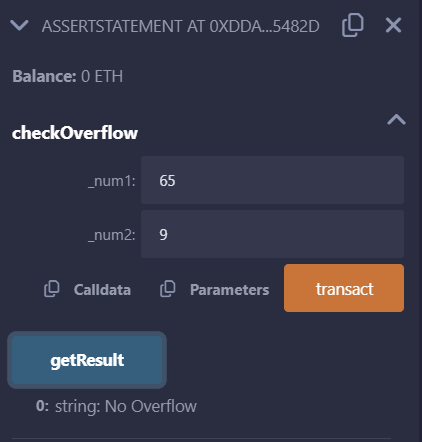 ASSERTSTATEMENT AT 0XDDA...5482D
Balance: 0 ETH
checkOverflow
_num1: 65
_num2: 9
Calldata Parameters transact
getResult
0: string: No Overflow